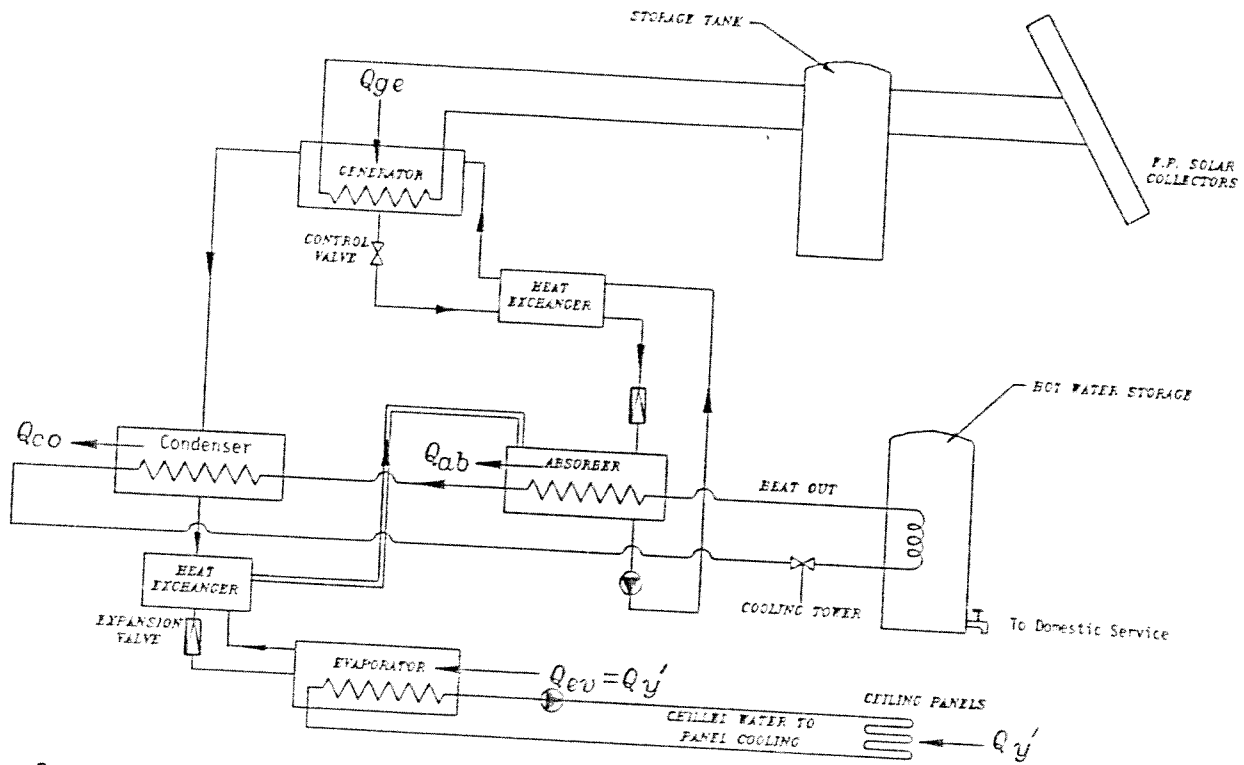 STORAGE TANK
Qge
GENERATOR
F.P. SOLAR
COLLECTORS
CONTROL
VALVE
HEAT
EXCHANGER
HOT WATER STORAGE
Qco
Condenser
Qab
ABSORBER
HEAT OUT
HEAT
EXCHANGER
COOLING TOWER
EXPANSION
VALVE
To Domestic Service
EVAPORATOR
Qev = Qy'
CEILING PANELS
CHILLED WATER TO
PANEL COOLING
Qy'